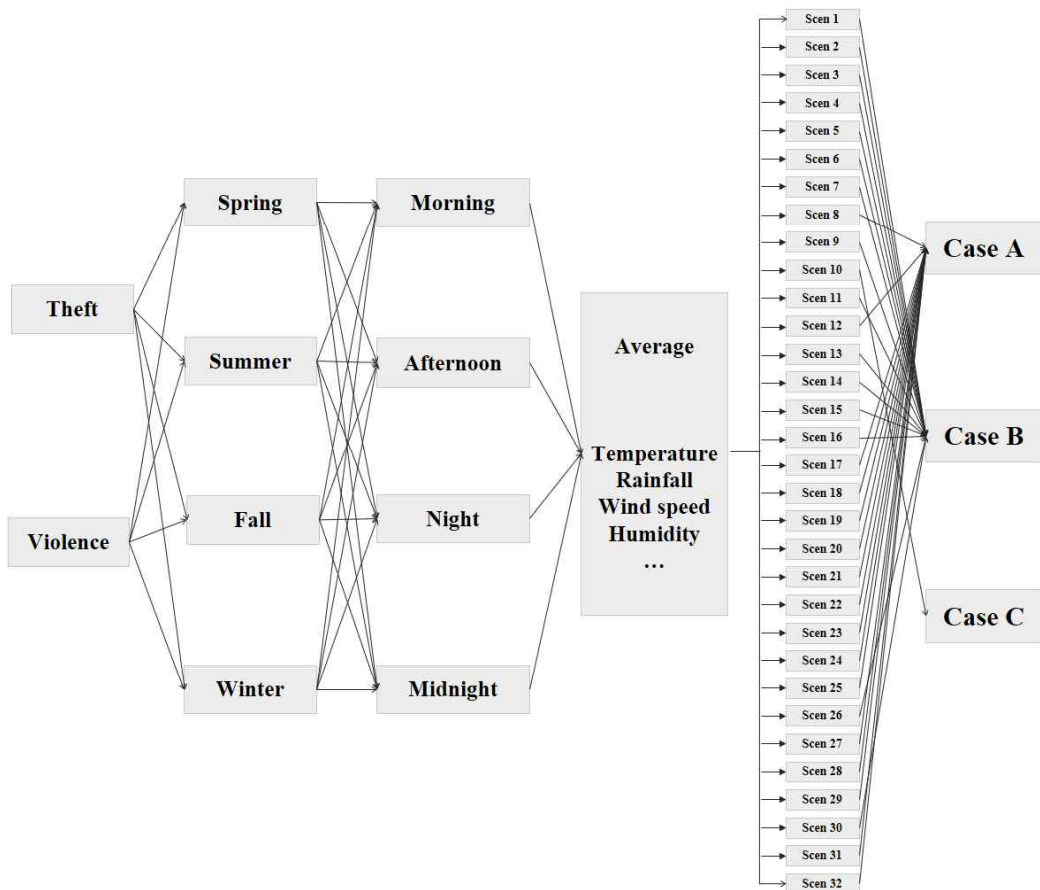 Theft
Violence
Spring
Summer
Fall
Winter
Morning
Afternoon
Night
Midnight
Average
Temperature
Rainfall
Wind speed
Humidity
...
Scen 1
Scen 2
Scen 3
Scen 4
Scen 5
Scen 6
Scen 7
Scen 8
Scen 9
Scen 10
Scen 11
Scen 12
Scen 13
Scen 14
Scen 15
Scen 16
Scen 17
Scen 18
Scen 19
Scen 20
Scen 21
Scen 22
Scen 23
Scen 24
Scen 25
Scen 26
Scen 27
Scen 28
Scen 29
Scen 30
Scen 31
Scen 32
Case A
Case B
Case C